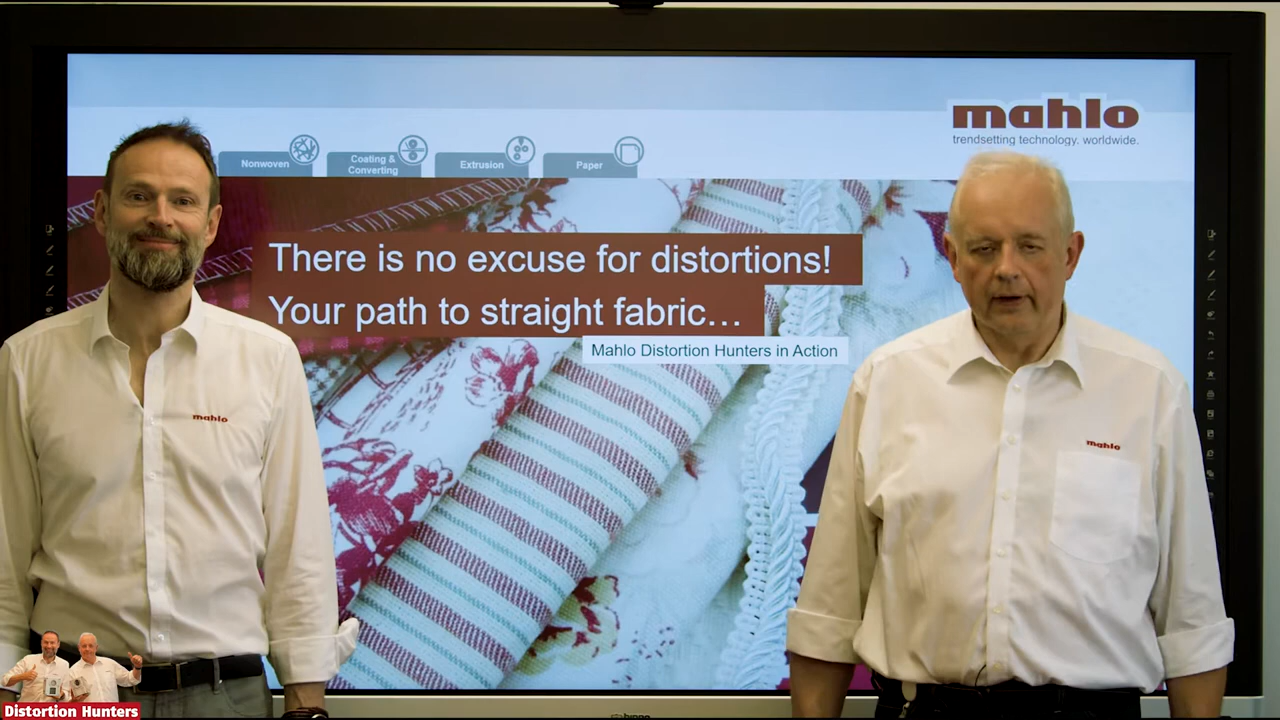 mahlo
trendsetting technology. worldwide.
Nonwoven
Coating &
Converting
Extrusion
Paper
There is no excuse for distortions!
Your path to straight fabric…
Mahlo Distortion Hunters in Action
mahlo
mahlo
Distortion Hunters